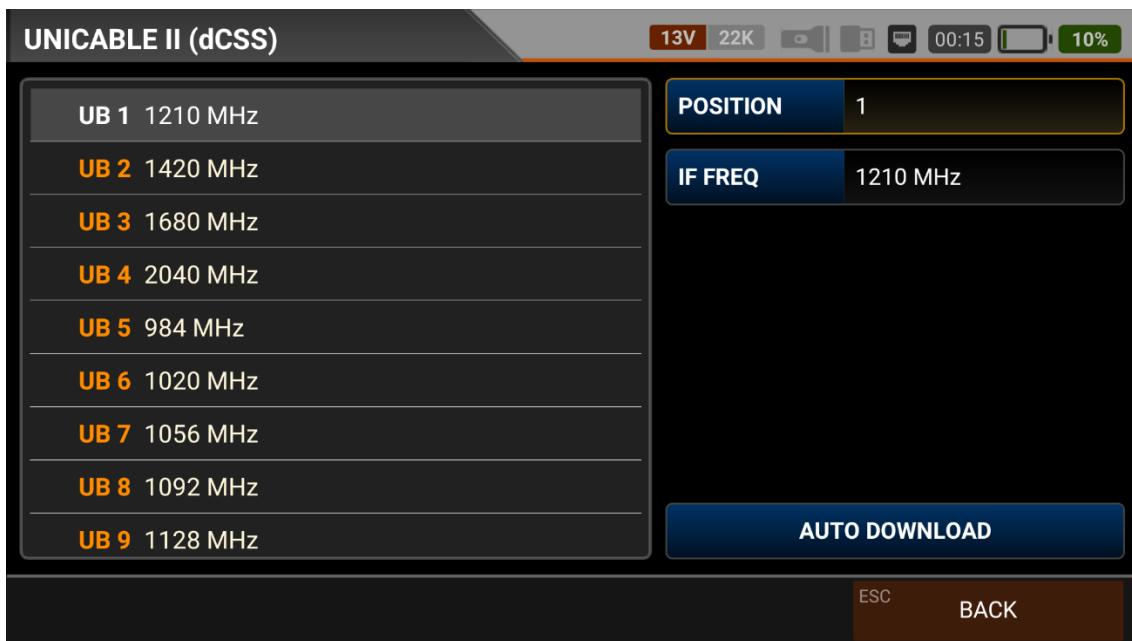 UNICABLE II (dCSS)
13V 22K 00:15 10%
UB 1 1210 MHz
UB 2 1420 MHz
UB 3 1680 MHz
UB 4 2040 MHz
UB 5 984 MHz
UB 6 1020 MHz
UB 7 1056 MHz
UB 8 1092 MHz
UB 9 1128 MHz
POSITION 1
IF FREQ 1210 MHz
AUTO DOWNLOAD
ESC BACK